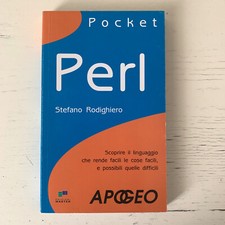 Pocket
Perl
Stefano Rodighiero
Scoprire il linguaggio
che rende facili le cose facili,
e possibili quelle difficili
APOGEO